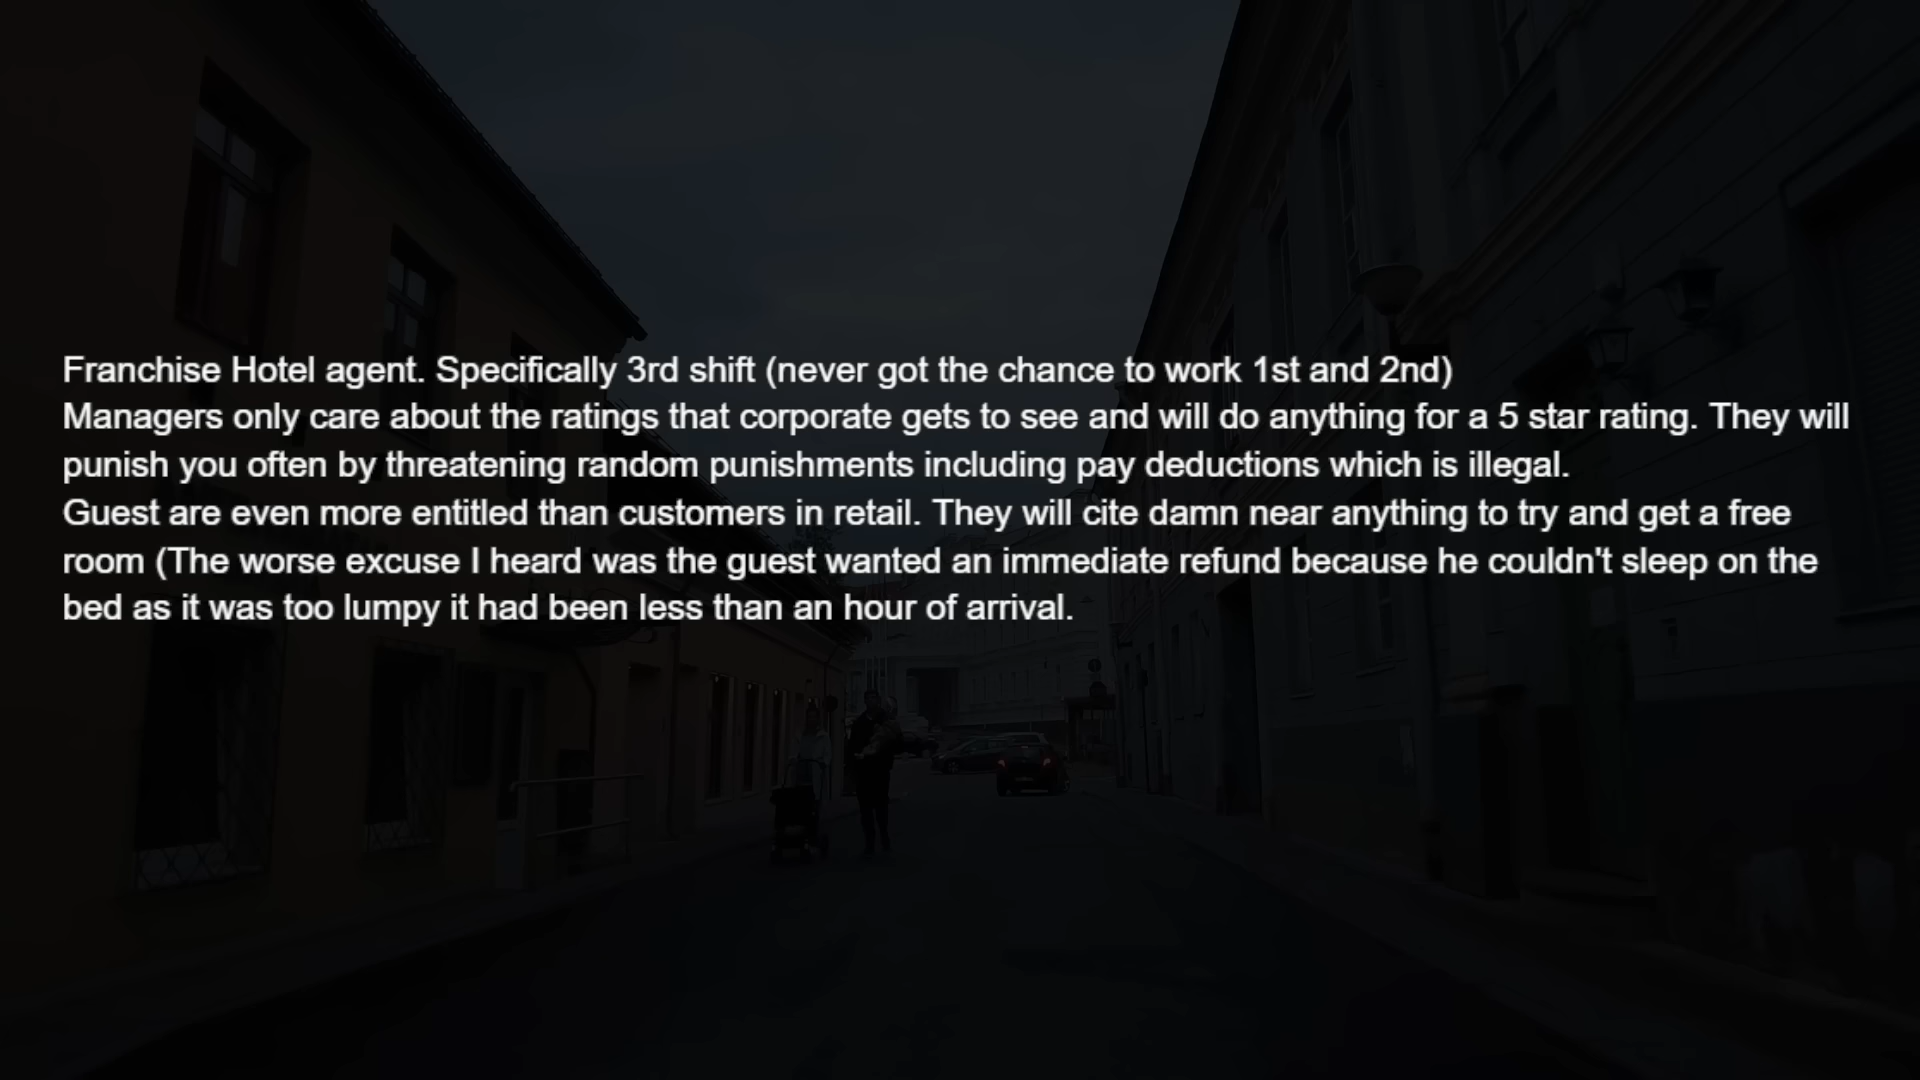 Franchise Hotel agent. Specifically 3rd shift (never got the chance to work 1st and 2nd)
Managers only care about the ratings that corporate gets to see and will do anything for a 5 star rating. They will
punish you often by threatening random punishments including pay deductions which is illegal.
Guest are even more entitled than customers in retail. They will cite damn near anything to try and get a free
room (The worse excuse I heard was the guest wanted an immediate refund because he couldn't sleep on the
bed as it was too lumpy it had been less than an hour of arrival.